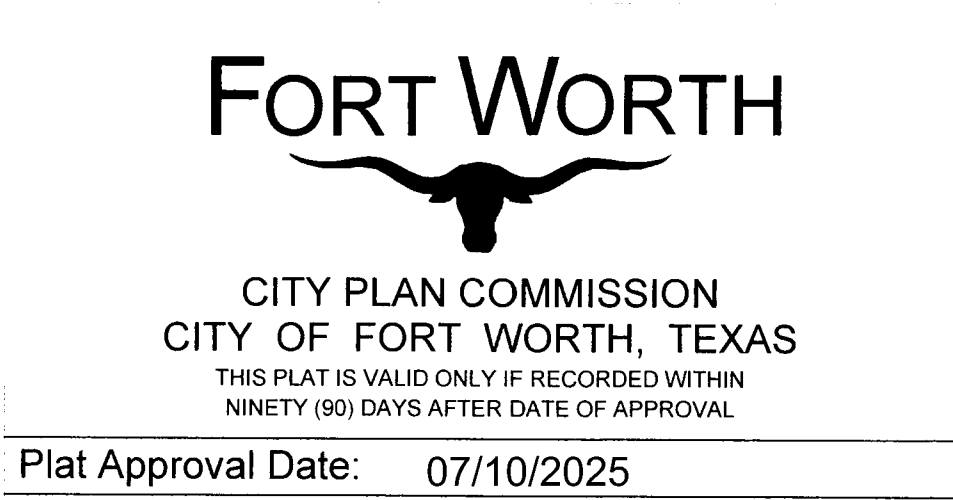 FORT WORTH
CITY PLAN COMMISSION
CITY OF FORT WORTH, TEXAS
THIS PLAT IS VALID ONLY IF RECORDED WITHIN
NINETY (90) DAYS AFTER DATE OF APPROVAL
Plat Approval Date: 07/10/2025